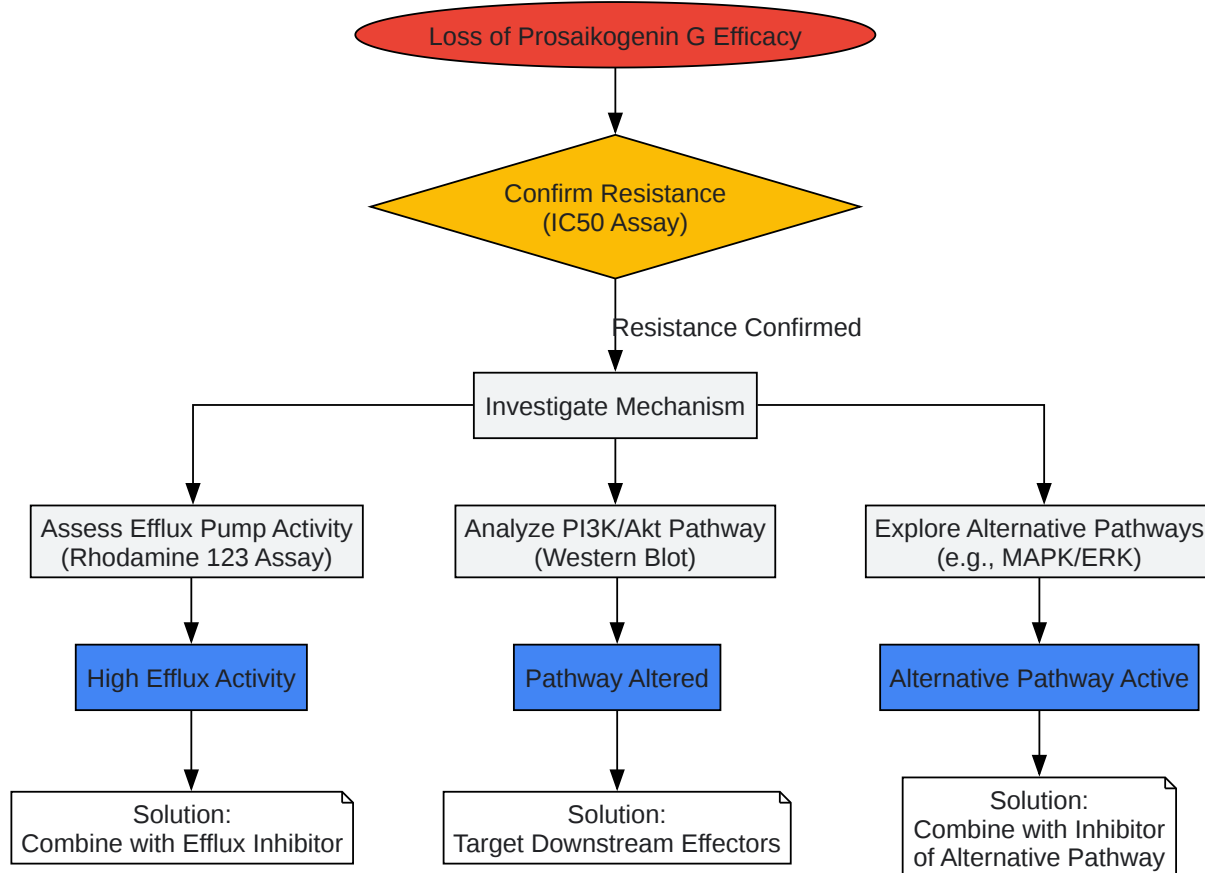 Loss of Prosaikogenin G Efficacy
Confirm Resistance
(IC50 Assay)
Resistance Confirmed
Investigate Mechanism
Assess Efflux Pump Activity
(Rhodamine 123 Assay)
Analyze PI3K/Akt Pathway
(Western Blot)
Explore Alternative Pathways
(e.g., MAPK/ERK)
High Efflux Activity
Pathway Altered
Alternative Pathway Active
Solution:
Combine with Efflux Inhibitor
Solution:
Target Downstream Effectors
Solution:
Combine with Inhibitor
of Alternative Pathway